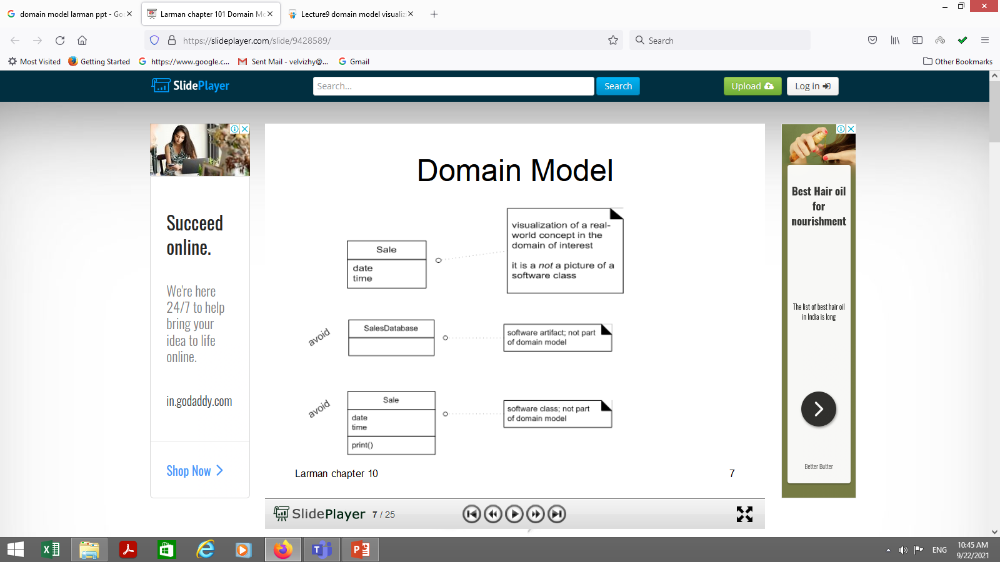 domain model larman ppt - Go
Larman chapter 101 Domain Mo
Lecture9 domain model visualiz
https://slideplayer.com/slide/9428589/
Search
Most Visited
Getting Started
https://www.google.c...
Sent Mail - velvizhy@...
Gmail
Other Bookmarks
SlidePlayer
Search...
Search
Upload
Log in
Succeed
online.
We're here
24/7 to help
bring your
idea to life
online.
in.godaddy.com
Shop Now
Domain Model
Sale
date
time
visualization of a real-
world concept in the
domain of interest
it is a not a picture of a
software class
avoid
SalesDatabase
software artifact; not part
of domain model
avoid
Sale
date
time
print()
software class; not part
of domain model
Larman chapter 10
7
SlidePlayer
7 / 25
Best Hair oil
for
nourishment
The list of best hair oil
in India is long
Better Butter
ENG
10:45 AM
9/22/2021